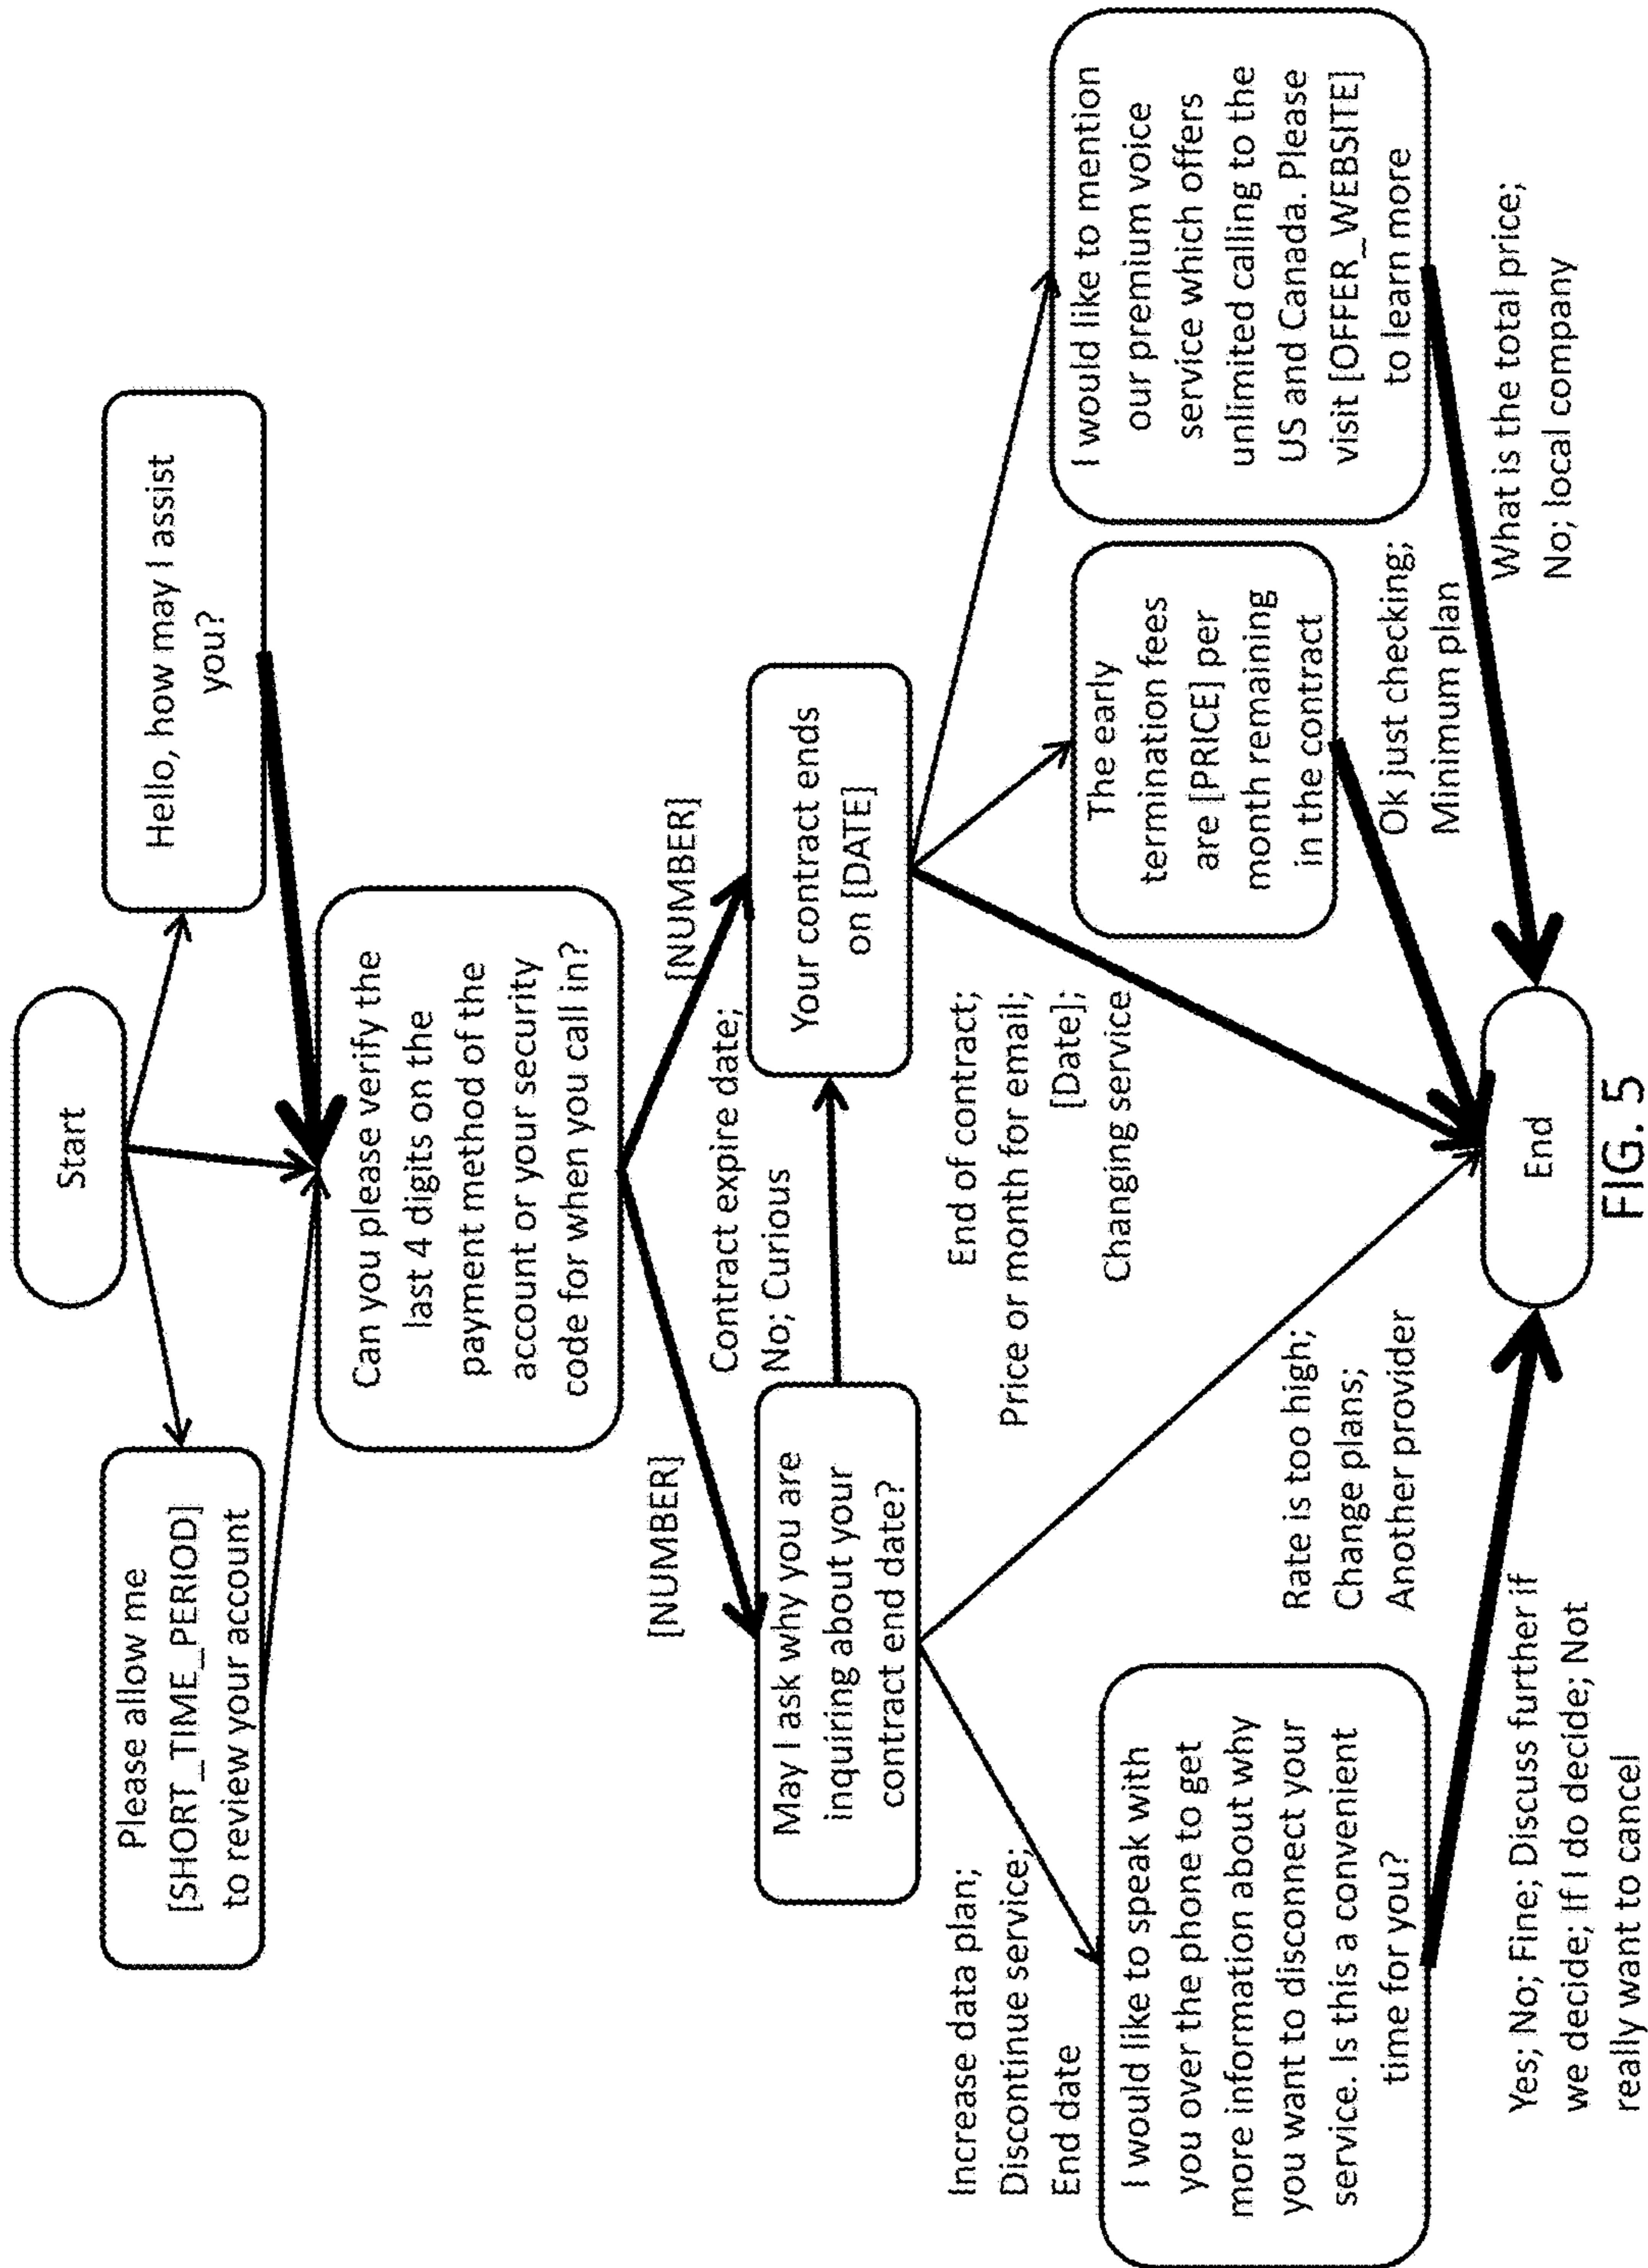 Start
Please allow me
[SHORT_TIME_PERIOD]
to review your account
Hello, how may I assist
you?
Can you please verify the
last 4 digits on the
payment method of the
account or your security
code for when you call in?
[NUMBER]
[NUMBER]
May I ask why you are
inquiring about your
contract end date?
Contract expire date;
No; Curious
Your contract ends
on [DATE]
Increase data plan;
Discontinue service;
End date
End of contract;
Price or month for email;
[Date];
Changing service
I would like to speak with
you over the phone to get
more information about why
you want to disconnect your
service. Is this a convenient
time for you?
Rate is too high;
Change plans;
Another provider
The early
termination fees
are [PRICE] per
month remaining
in the contract
I would like to mention
our premium voice
service which offers
unlimited calling to the
US and Canada. Please
visit [OFFER_WEBSITE]
to learn more
Ok just checking;
Minimum plan
What is the total price;
No; local company
Yes; No; Fine; Discuss further if
we decide; If I do decide; Not
really want to cancel
End
FIG. 5